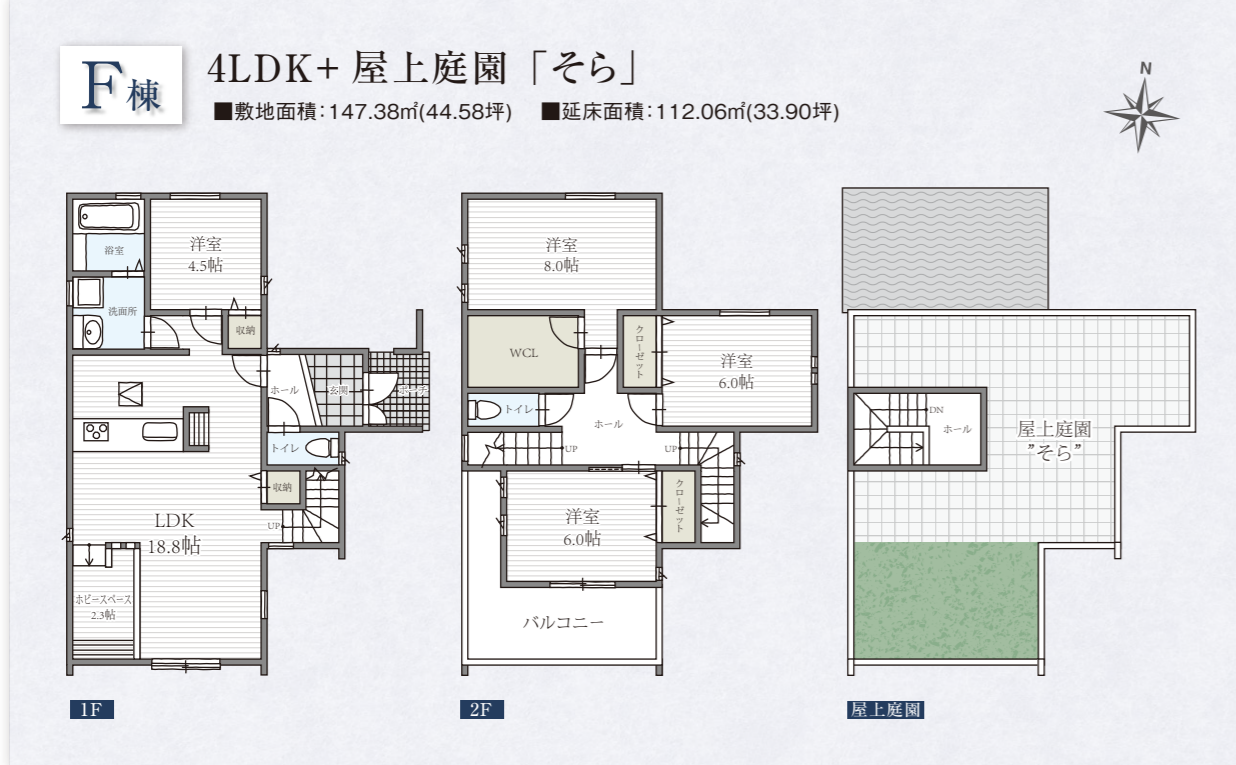 F棟
4LDK+ 屋上庭園「そら」
■敷地面積：147.38㎡(44.58坪) ■延床面積：112.06㎡(33.90坪)
N
浴室
洋室
4.5帖
洗面所
収納
ホール
玄関
ポーチ
トイレ
収納
LDK
18.8帖
UP
ホビースペース
2.3帖
1F
洋室
8.0帖
WCL
クローゼット
洋室
6.0帖
トイレ
ホール
UP
UP
洋室
6.0帖
クローゼット
バルコニー
2F
DN
ホール
屋上庭園
”そら”
屋上庭園